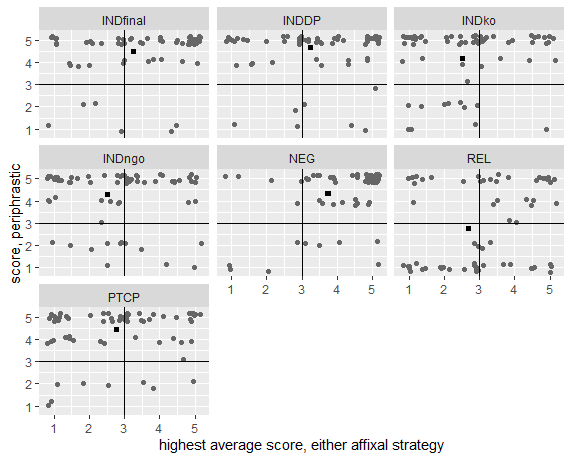 INDfinal INDDP INDko
5
4
3
2
1
INDngo NEG REL
5
4
3
2
1
1 2 3 4 5 1 2 3 4 5
PTCP
5
4
3
2
1
1 2 3 4 5
score, periphrastic
highest average score, either affixal strategy